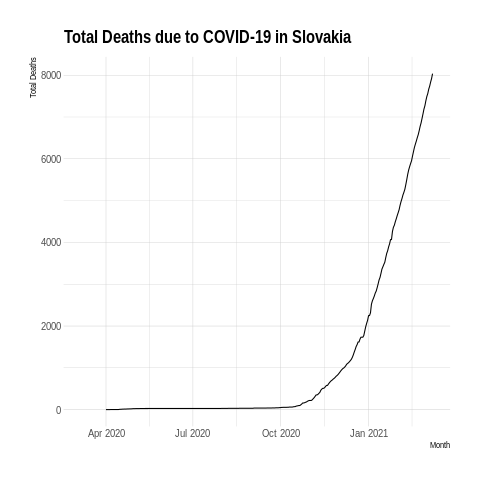 Total Deaths due to COVID-19 in Slovakia
Total Deaths
8000
6000
4000
2000
0
Apr 2020 Jul 2020 Oct 2020 Jan 2021
Month